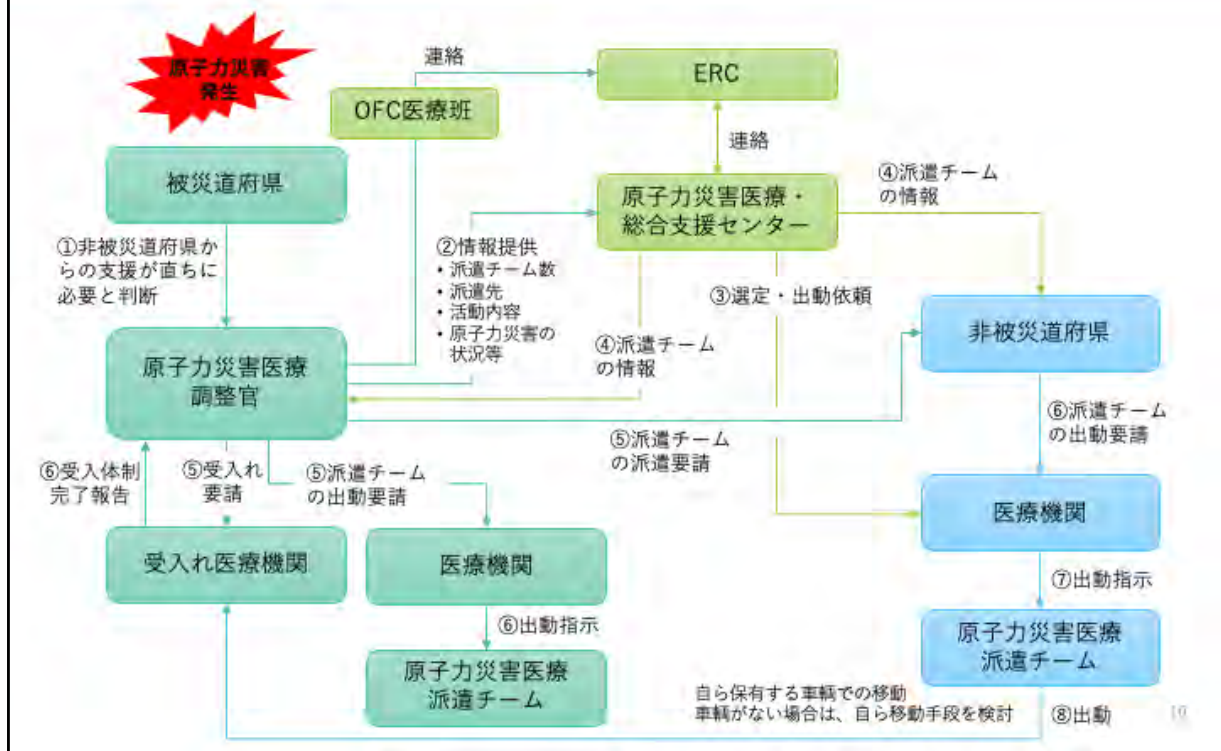 原子力災害
発生
連絡
ERC
OFC医療班
連絡
被災道府県
原子力災害医療・
総合支援センター
④派遣チーム
の情報
①非被災道府県か
らの支援が直ちに
必要と判断
②情報提供
・派遣チーム数
・派遣先
・活動内容
・原子力災害の
状況等
③選定・出動依頼
④派遣チーム
の情報
非被災道府県
原子力災害医療
調整官
⑤派遣チーム
の派遣要請
⑥派遣チーム
の出動要請
⑥受入体制
完了報告
⑤受入れ
要請
⑤派遣チーム
の出動要請
医療機関
受入れ医療機関
医療機関
⑦出動指示
⑥出動指示
原子力災害医療
派遣チーム
原子力災害医療
派遣チーム
自ら保有する車輌での移動
車輌がない場合は、自ら移動手段を検討
⑧出動